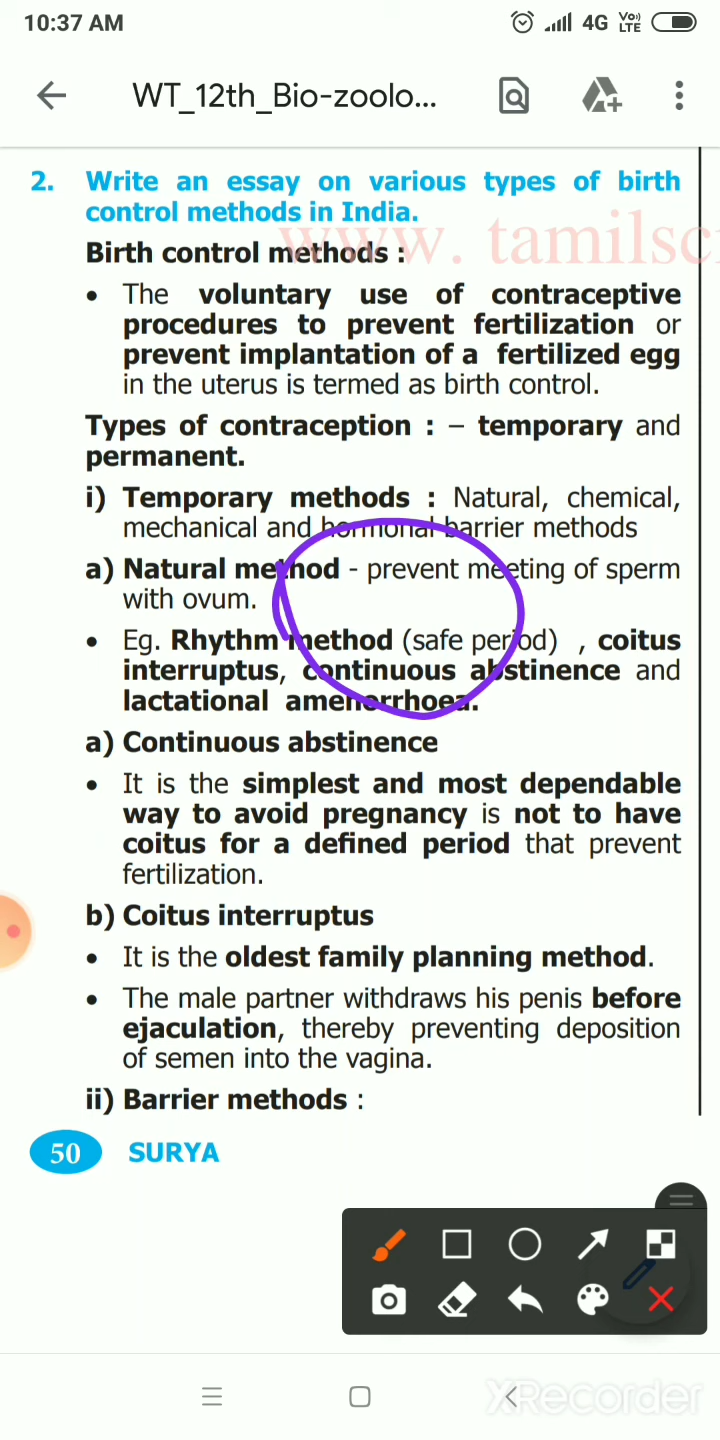 10:37 AM 4G Vo)) LTE
WT_12th_Bio-zoolo...
2. Write an essay on various types of birth
control methods in India.
www. tamilsc
Birth control methods :
• The voluntary use of contraceptive
procedures to prevent fertilization or
prevent implantation of a fertilized egg
in the uterus is termed as birth control.
Types of contraception : – temporary and
permanent.
i) Temporary methods : Natural, chemical,
mechanical and hormonal barrier methods
a) Natural method - prevent meeting of sperm
with ovum.
• Eg. Rhythm method (safe period) , coitus
interruptus, continuous abstinence and
lactational amenorrhoea.
a) Continuous abstinence
• It is the simplest and most dependable
way to avoid pregnancy is not to have
coitus for a defined period that prevent
fertilization.
b) Coitus interruptus
• It is the oldest family planning method.
• The male partner withdraws his penis before
ejaculation, thereby preventing deposition
of semen into the vagina.
ii) Barrier methods :
50 SURYA
XRecorder